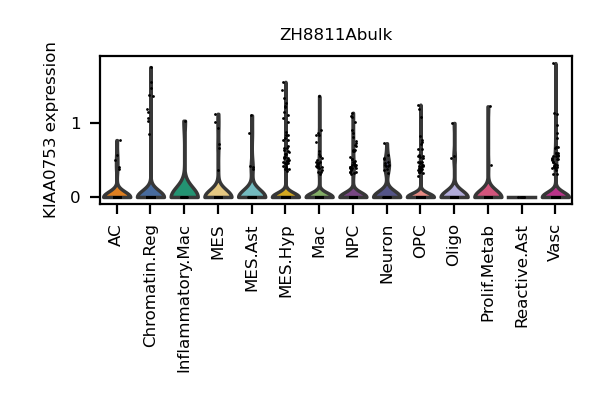 ZH8811Abulk
KIAA0753 expression
1
0
AC
Chromatin.Reg
Inflammatory.Mac
MES
MES.Ast
MES.Hyp
Mac
NPC
Neuron
OPC
Oligo
Prolif.Metab
Reactive.Ast
Vasc